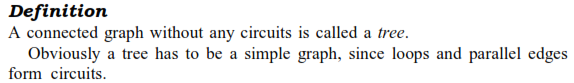 Definition
A connected graph without any circuits is called a tree.
Obviously a tree has to be a simple graph, since loops and parallel edges
form circuits.